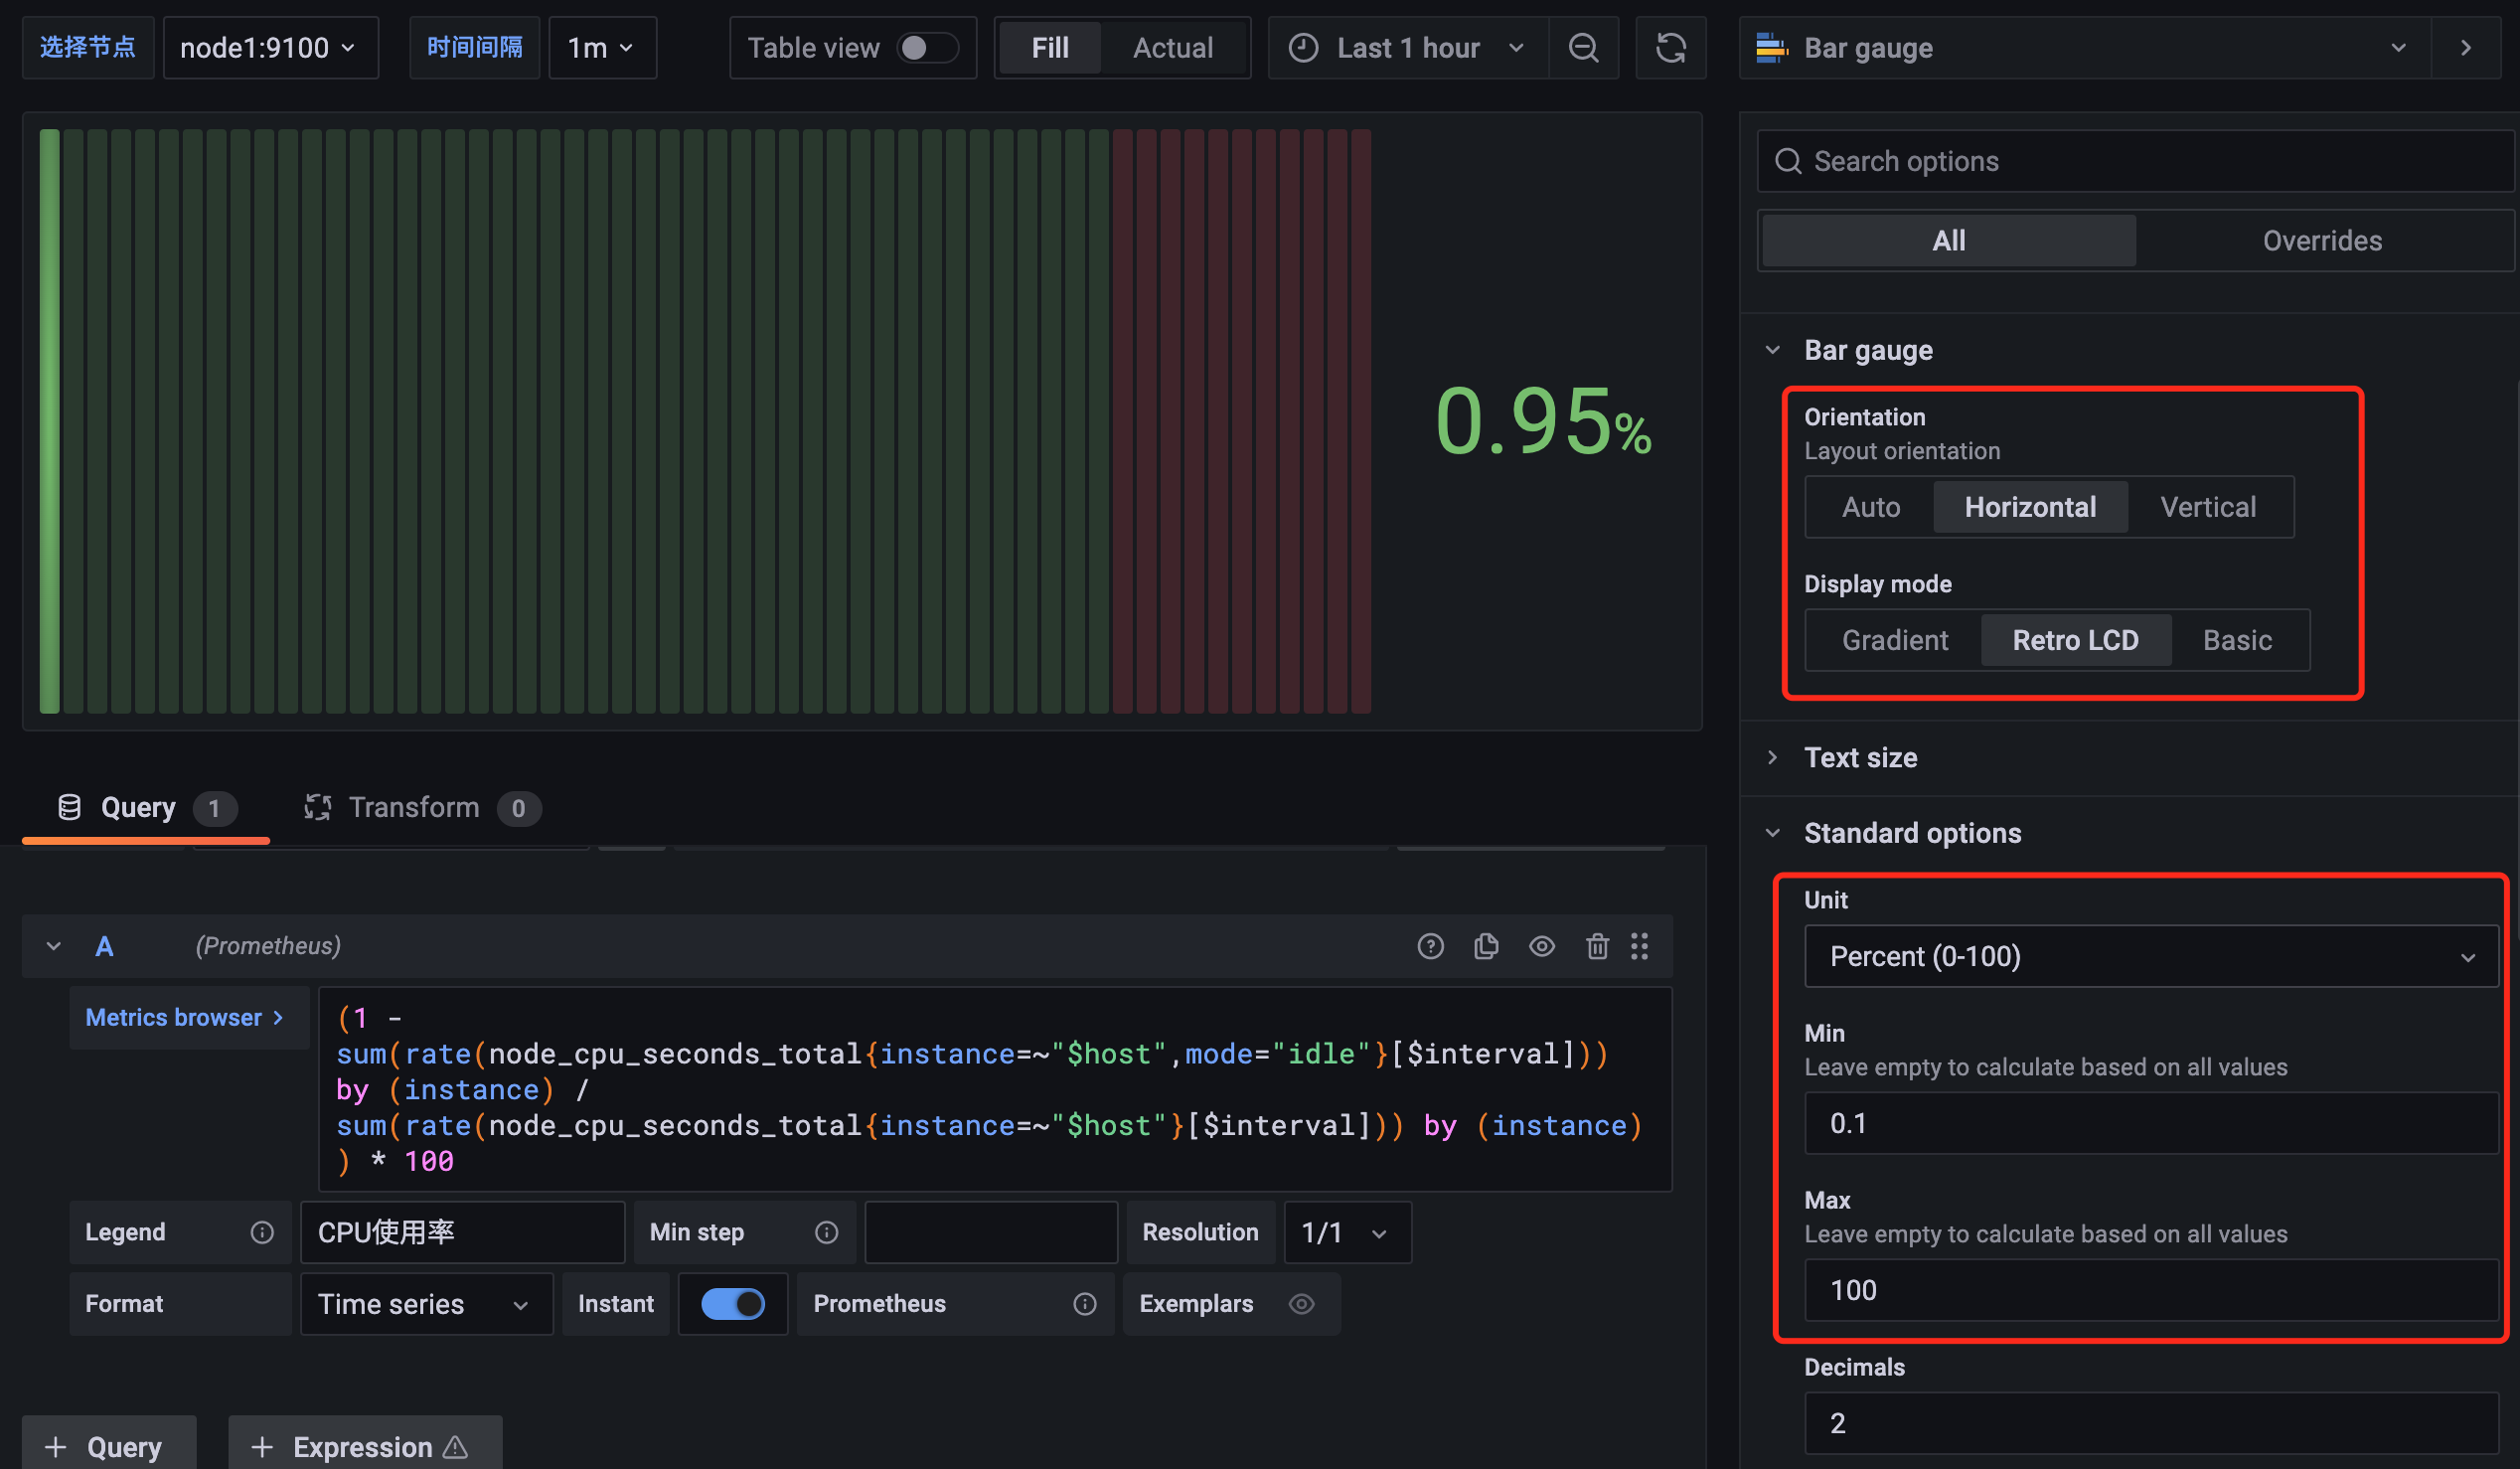 选择节点 node1:9100 时间间隔 1m Table view Fill Actual Last 1 hour Bar gauge
Search options
All Overrides
0.95%
Bar gauge
Orientation
Layout orientation
Auto Horizontal Vertical
Display mode
Gradient Retro LCD Basic
Text size
Standard options
Unit
Percent (0-100)
Min
Leave empty to calculate based on all values
0.1
Max
Leave empty to calculate based on all values
100
Decimals
2
Query 1 Transform 0
A (Prometheus)
Metrics browser >
(1 -
sum(rate(node_cpu_seconds_total{instance=~"$host",mode="idle"}[$interval]))
by (instance) /
sum(rate(node_cpu_seconds_total{instance=~"$host"}[$interval])) by (instance)
) * 100
Legend CPU使用率 Min step Resolution 1/1
Format Time series Instant Prometheus Exemplars
+ Query + Expression